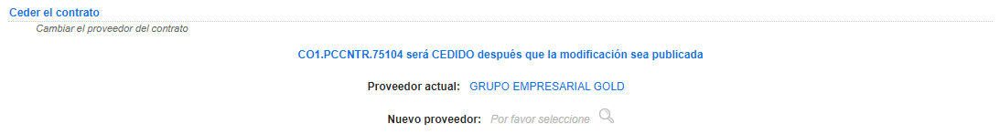 Ceder el contrato
Cambiar el proveedor del contrato
CO1.PCCNTR.75104 será CEDIDO después que la modificación sea publicada
Proveedor actual: GRUPO EMPRESARIAL GOLD
Nuevo proveedor: Por favor seleccione